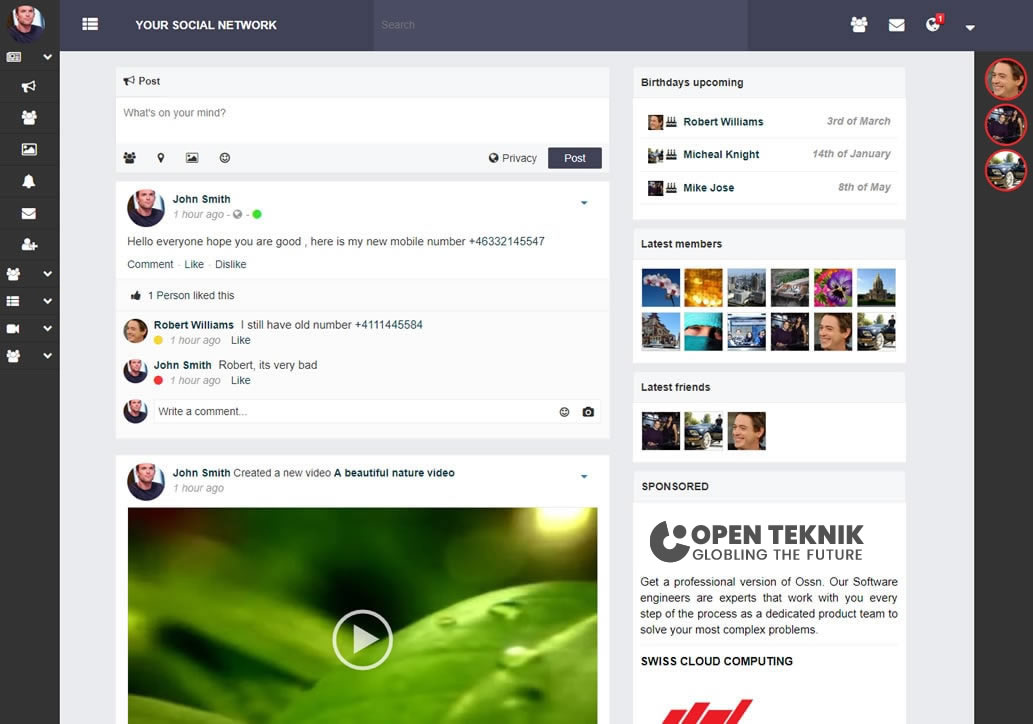 YOUR SOCIAL NETWORK
Search
1
Post
What's on your mind?
Privacy
Post
John Smith
1 hour ago - -
Hello everyone hope you are good , here is my new mobile number +46332145547
Comment · Like · Dislike
1 Person liked this
Robert Williams I still have old number +4111445584
1 hour ago Like
John Smith Robert, its very bad
1 hour ago Like
Write a comment...
John Smith Created a new video A beautiful nature video
1 hour ago
Birthdays upcoming
Robert Williams 3rd of March
Micheal Knight 14th of January
Mike Jose 8th of May
Latest members
Latest friends
SPONSORED
OPEN TEKNIK
GLOBLING THE FUTURE
Get a professional version of Ossn. Our Software
engineers are experts that work with you every
step of the process as a dedicated product team to
solve your most complex problems.
SWISS CLOUD COMPUTING